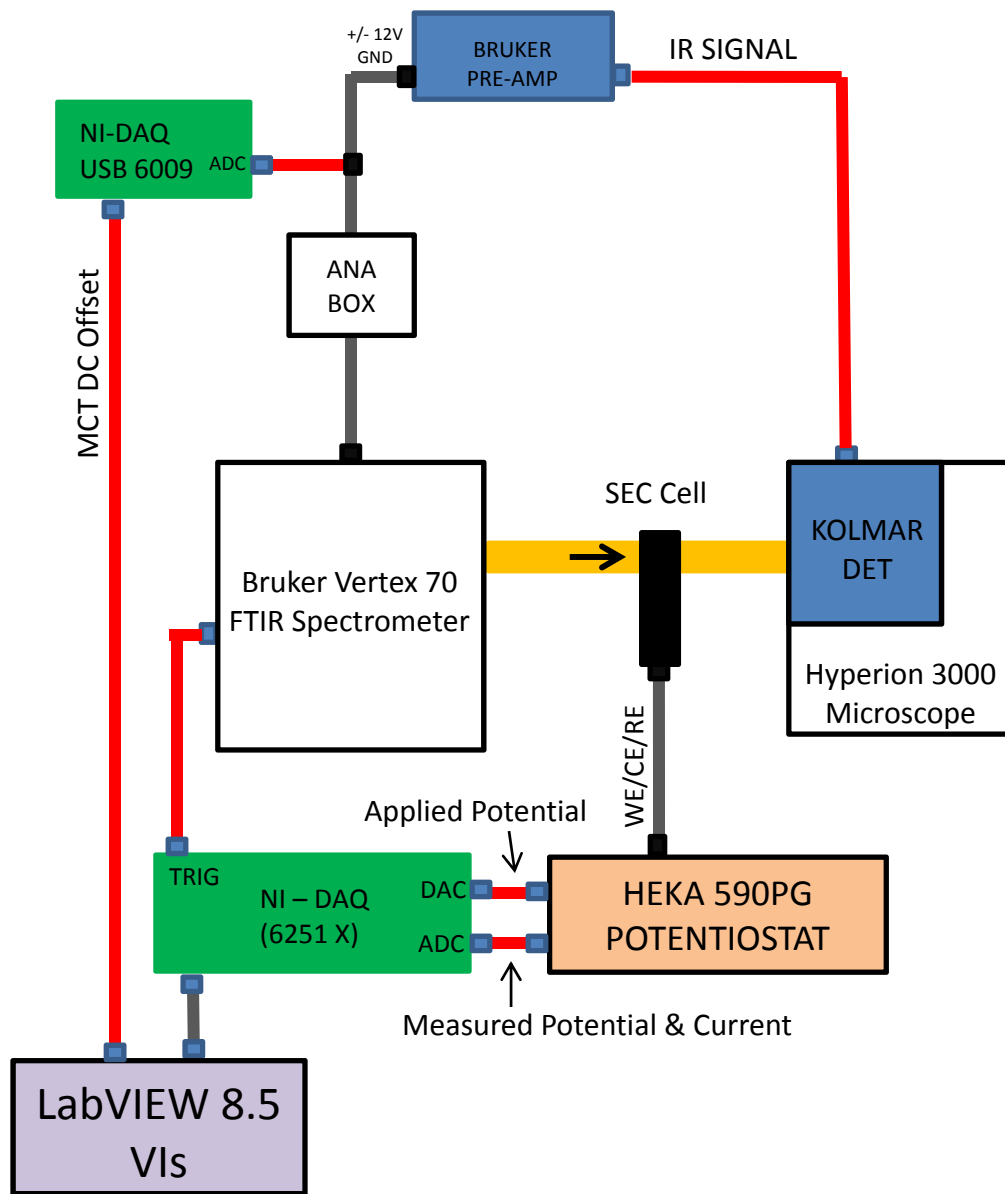 +/- 12V
GND
BRUKER
PRE-AMP
IR SIGNAL
NI-DAQ
USB 6009
ADC
ANA
BOX
MCT DC Offset
SEC Cell
KOLMAR
DET
Bruker Vertex 70
FTIR Spectrometer
Hyperion 3000
Microscope
WE/CE/RE
Applied Potential
TRIG
DAC
NI – DAQ
(6251 X)
ADC
HEKA 590PG
POTENTIOSTAT
Measured Potential & Current
LabVIEW 8.5
VIs